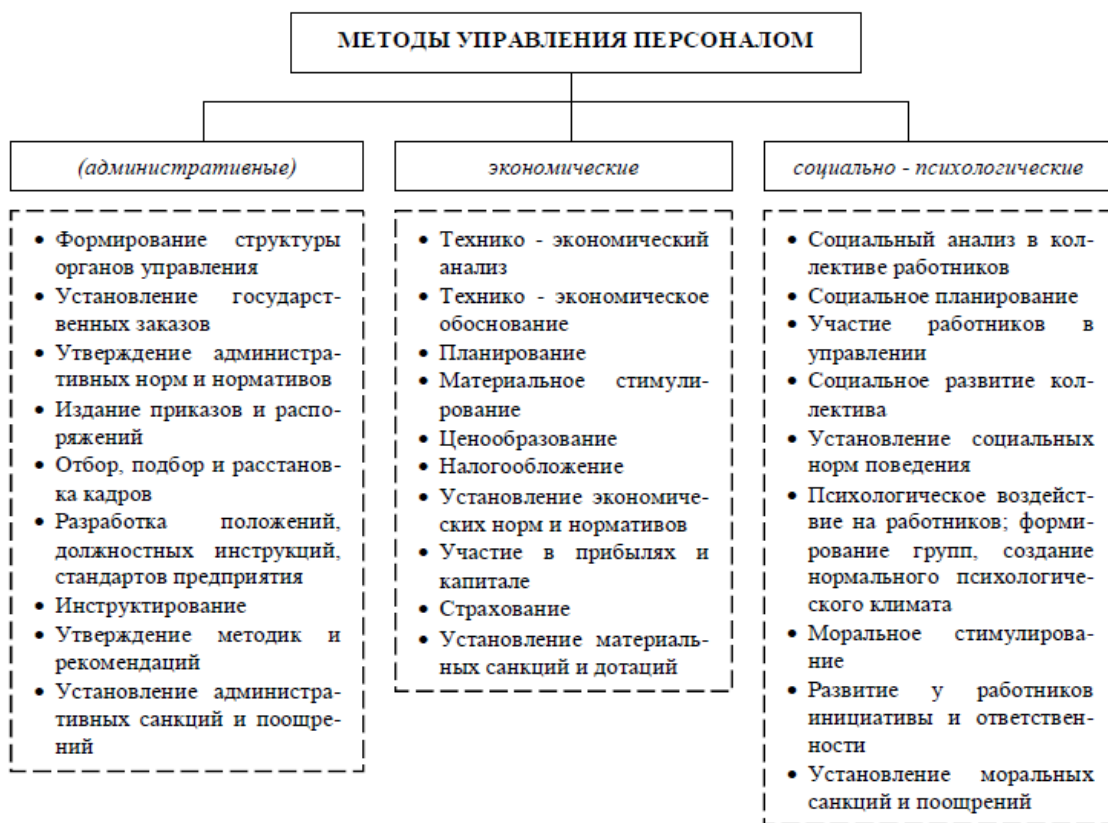 МЕТОДЫ УПРАВЛЕНИЯ ПЕРСОНАЛОМ
(административные)
• Формирование структуры
органов управления
• Установление государст-
венных заказов
• Утверждение администра-
тивных норм и нормативов
• Издание приказов и распо-
ряжений
• Отбор, подбор и расстанов-
ка кадров
• Разработка положений,
должностных инструкций,
стандартов предприятия
• Инструктирование
• Утверждение методик и
рекомендаций
• Установление администра-
тивных санкций и поощре-
ний
экономические
• Технико - экономический
анализ
• Технико - экономическое
обоснование
• Планирование
• Материальное стимули-
рование
• Ценообразование
• Налогообложение
• Установление экономиче-
ских норм и нормативов
• Участие в прибылях и
капитале
• Страхование
• Установление материаль-
ных санкций и дотаций
социально - психологические
• Социальный анализ в кол-
лективе работников
• Социальное планирование
• Участие работников в
управлении
• Социальное развитие кол-
лектива
• Установление социальных
норм поведения
• Психологическое воздейст-
вие на работников; форми-
рование групп, создание
нормального психологиче-
ского климата
• Моральное стимулирова-
ние
• Развитие у работников
инициативы и ответствен-
ности
• Установление моральных
санкций и поощрений